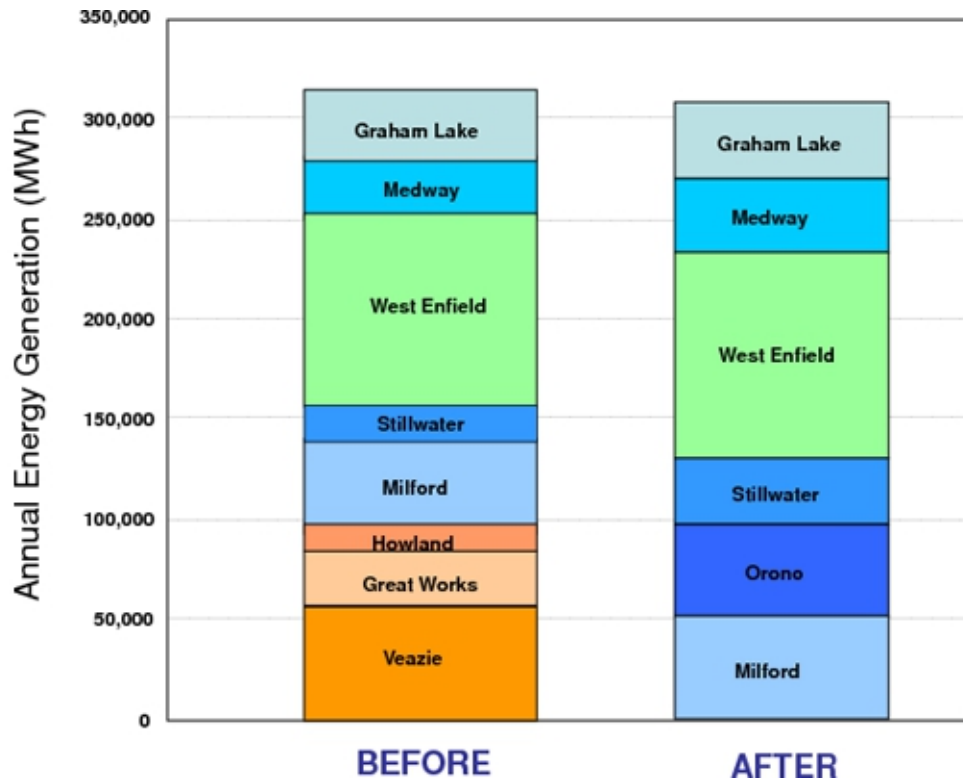 Annual Energy Generation (MWh)
350,000
300,000
250,000
200,000
150,000
100,000
50,000
0
Graham Lake
Medway
West Enfield
Stillwater
Milford
Howland
Great Works
Veazie
BEFORE
Graham Lake
Medway
West Enfield
Stillwater
Orono
Milford
AFTER